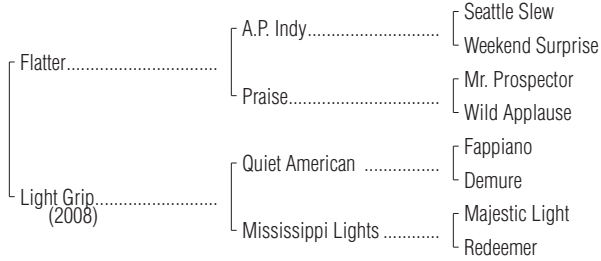 Seattle Slew
A.P. Indy........................................
Weekend Surprise
Flatter..............................
Mr. Prospector
Praise...........................................
Wild Applause
Fappiano
Quiet American ....................
Demure
Light Grip.........................
(2008)
Majestic Light
Mississippi Lights ...............
Redeemer